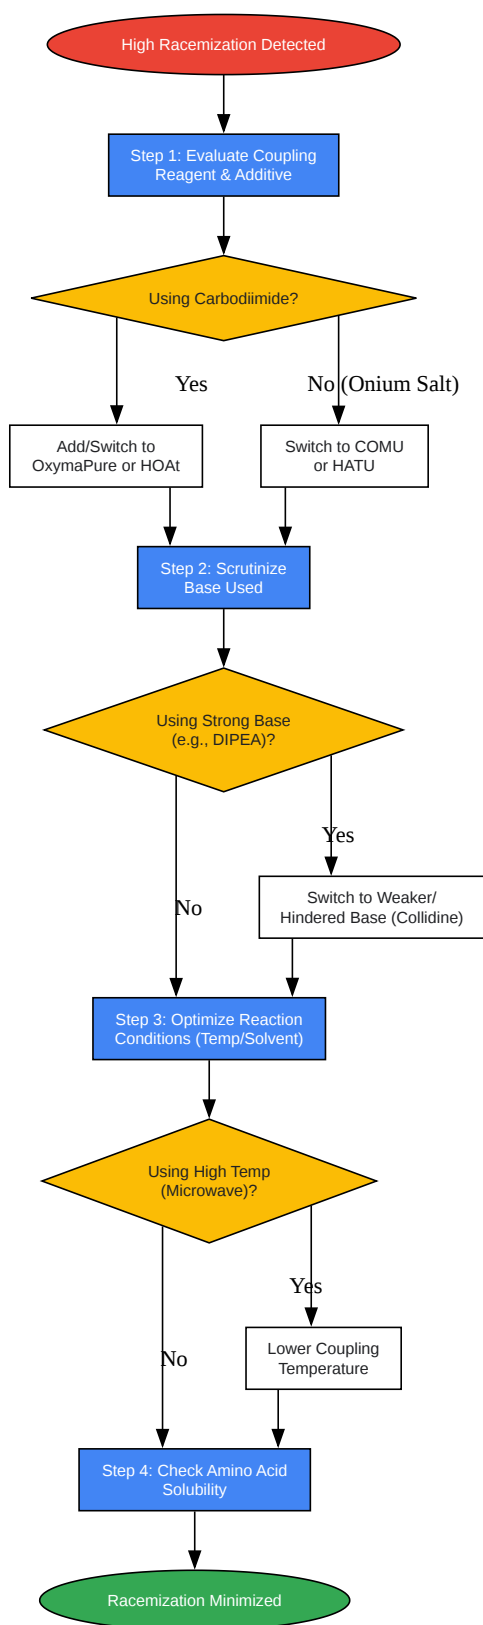 High Racemization Detected
Step 1: Evaluate Coupling
Reagent & Additive
Using Carbodiimide?
Yes
No (Onium Salt)
Add/Switch to
OxymaPure or HOAt
Switch to COMU
or HATU
Step 2: Scrutinize
Base Used
Using Strong Base
(e.g., DIPEA)?
Yes
No
Switch to Weaker/
Hindered Base (Collidine)
Step 3: Optimize Reaction
Conditions (Temp/Solvent)
Using High Temp
(Microwave)?
Yes
No
Lower Coupling
Temperature
Step 4: Check Amino Acid
Solubility
Racemization Minimized